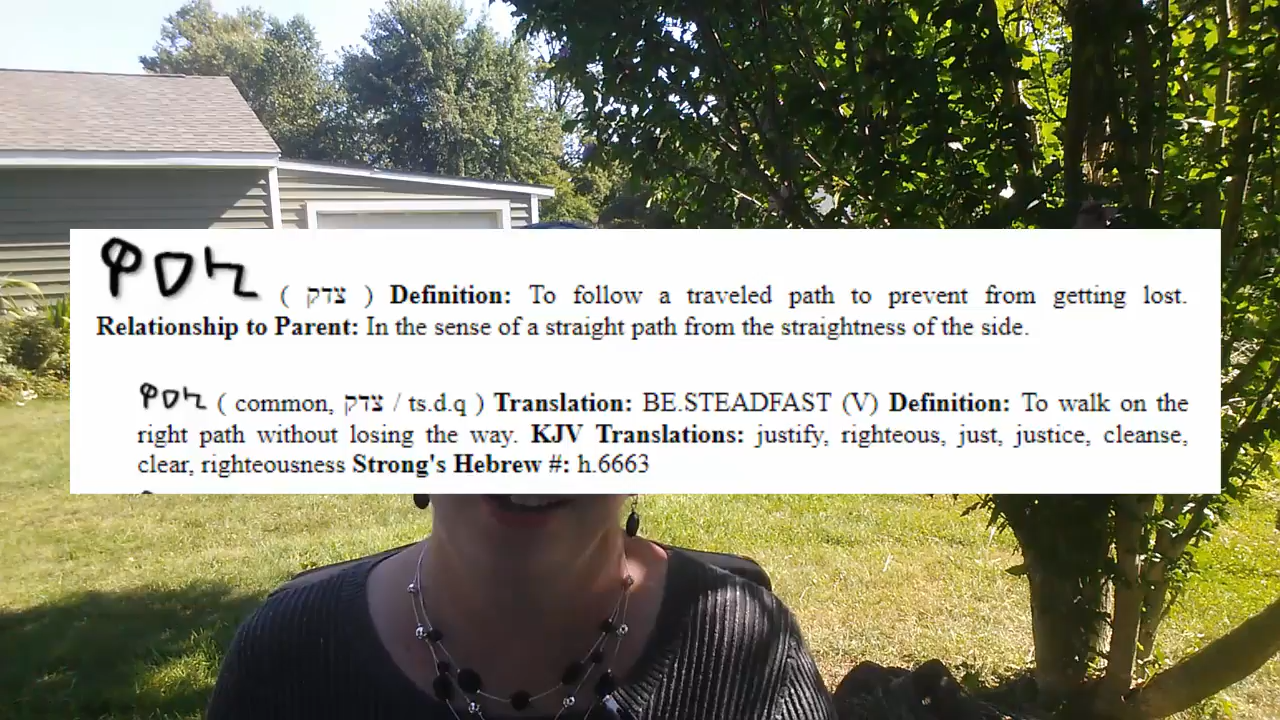 ( צדק ) Definition: To follow a traveled path to prevent from getting lost.
Relationship to Parent: In the sense of a straight path from the straightness of the side.
( common, צדק / ts.d.q ) Translation: BE.STEADFAST (V) Definition: To walk on the
right path without losing the way. KJV Translations: justify, righteous, just, justice, cleanse,
clear, righteousness Strong's Hebrew #: h.6663